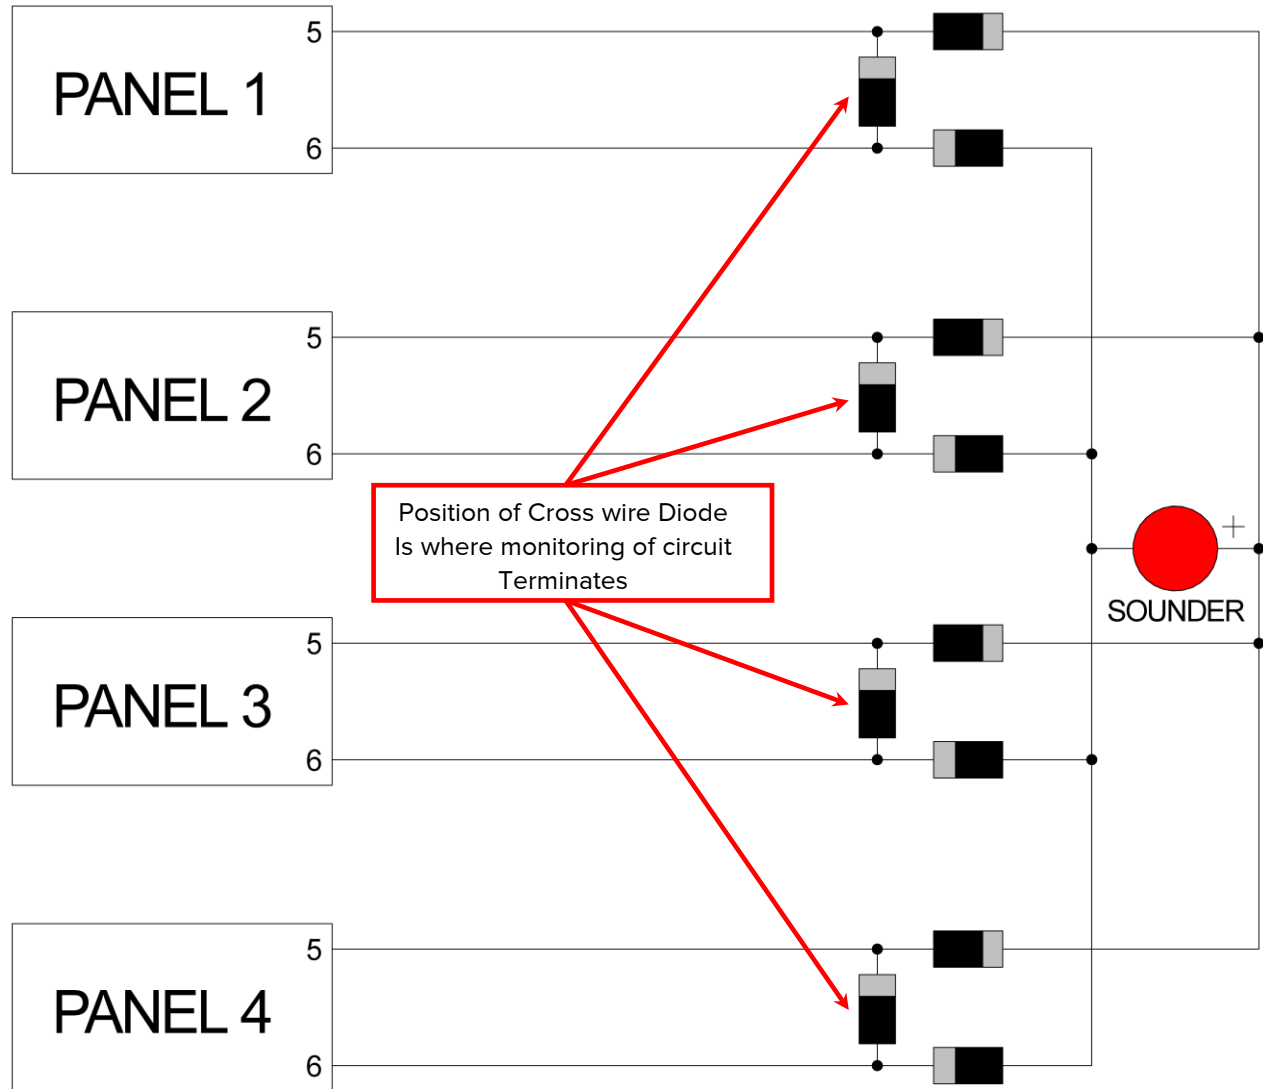 5
PANEL 1
6
5
PANEL 2
6
Position of Cross wire Diode
Is where monitoring of circuit
Terminates
+
SOUNDER
5
PANEL 3
6
5
PANEL 4
6